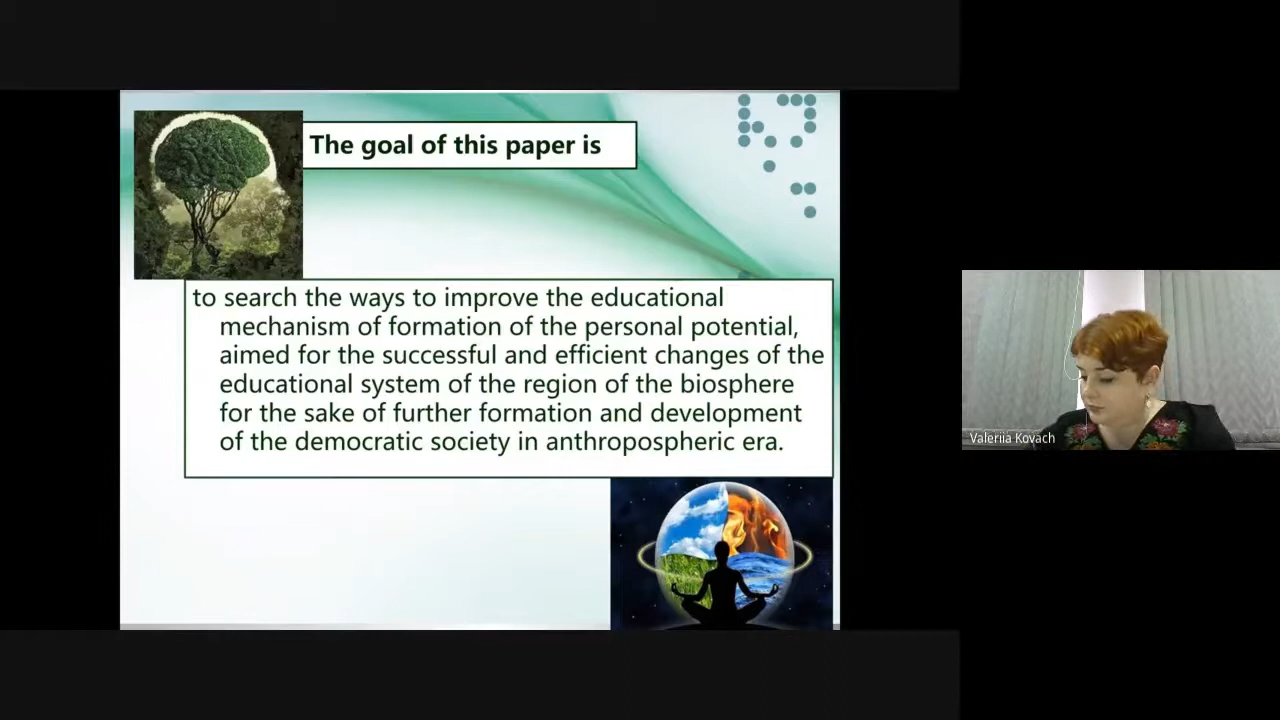 The goal of this paper is
to search the ways to improve the educational
mechanism of formation of the personal potential,
aimed for the successful and efficient changes of the
educational system of the region of the biosphere
for the sake of further formation and development
of the democratic society in anthropospheric era.
Valeriia Kovach